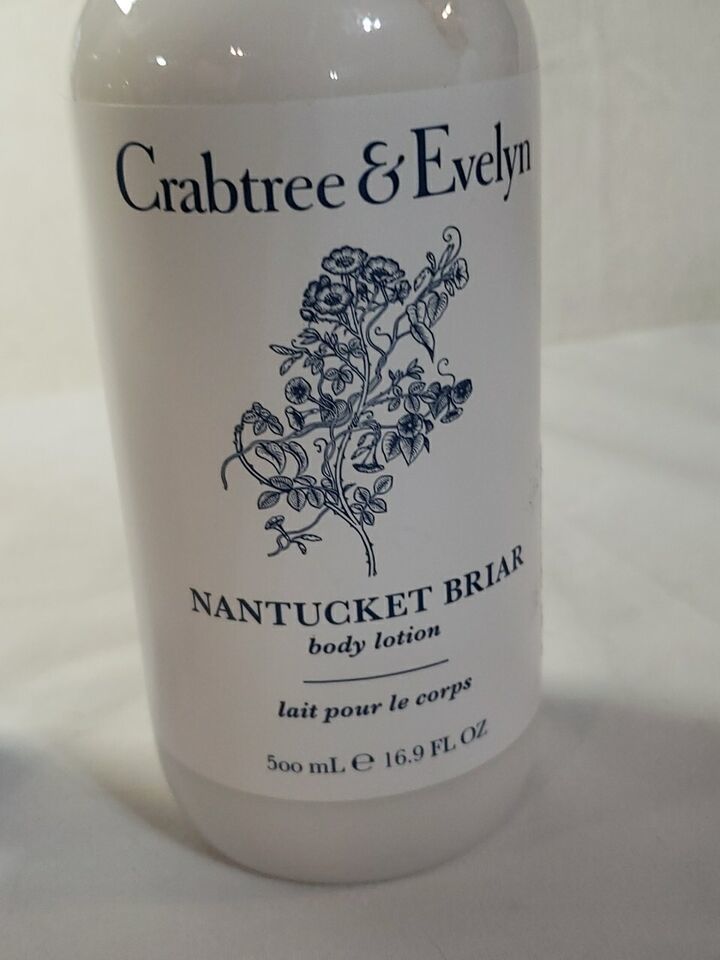 Crabtree & Evelyn
NANTUCKET BRIAR
body lotion
lait pour le corps
500 mL ℮ 16.9 FL OZ